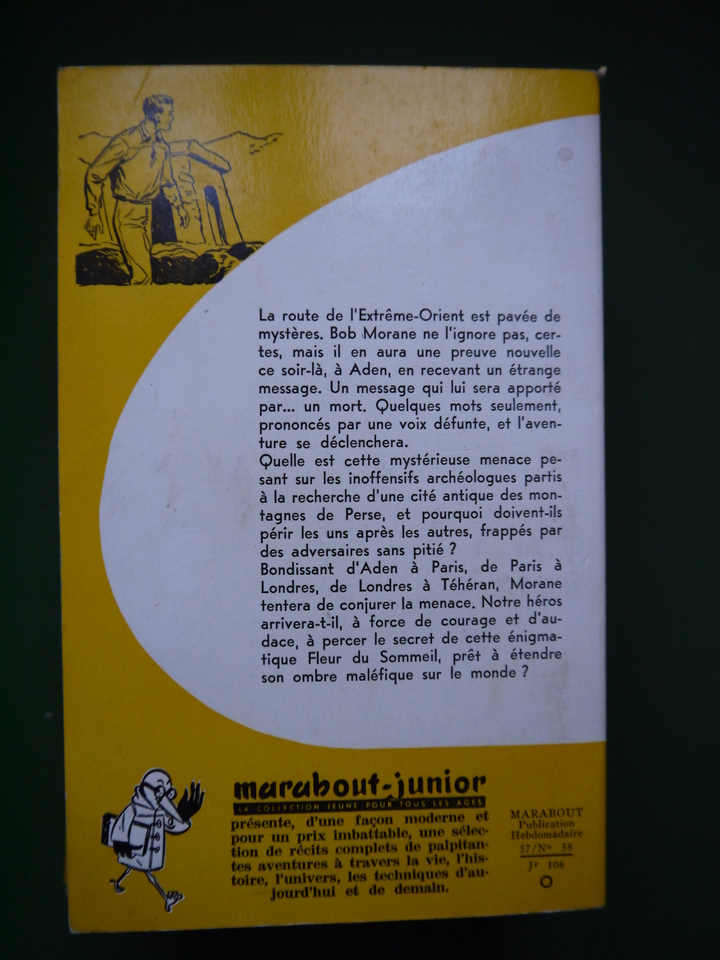 La route de l'Extrême-Orient est pavée de
mystères. Bob Morane ne l'ignore pas, cer-
tes, mais il en aura une preuve nouvelle
ce soir-là, à Aden, en recevant un étrange
message. Un message qui lui sera apporté
par... un mort. Quelques mots seulement,
prononcés par une voix défunte, et l'aven-
ture se déclenchera.
Quelle est cette mystérieuse menace pe-
sant sur les inoffensifs archéologues partis
à la recherche d'une cité antique des mon-
tagnes de Perse, et pourquoi doivent-ils
périr les uns après les autres, frappés par
des adversaires sans pitié ?
Bondissant d'Aden à Paris, de Paris à
Londres, de Londres à Téhéran, Morane
tentera de conjurer la menace. Notre héros
arrivera-t-il, à force de courage et d'au-
dace, à percer le secret de cette énigma-
tique Fleur du Sommeil, prêt à étendre
son ombre maléfique sur le monde ?
marabout-junior
LA COLLECTION JEUNE POUR TOUS LES AGES
présente, d'une façon moderne et
pour un prix imbattable, une sélec-
tion de récits complets de palpitan-
tes aventures à travers la vie, l'his-
toire, l'univers, les techniques d'au-
jourd'hui et de demain.
MARABOUT
Publication
Hebdomadaire
57/Nº 58
Jr 106
O